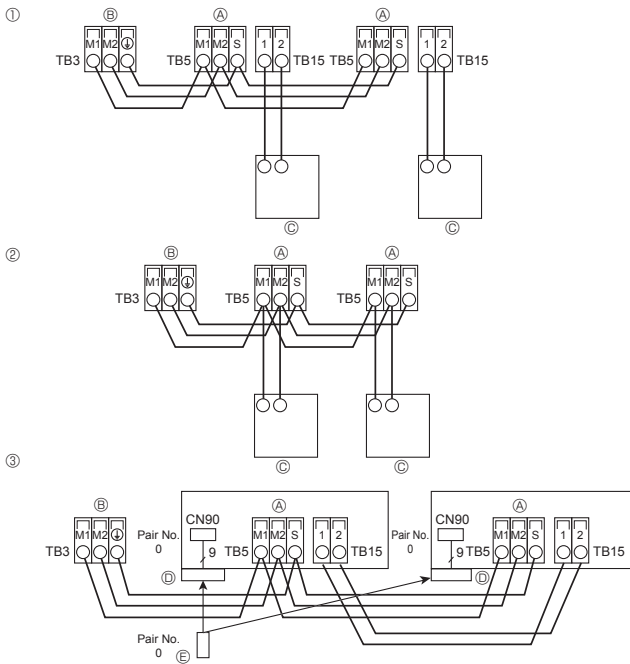 ①
Ⓑ Ⓐ Ⓐ
M1 M2 ⏚ M1 M2 S 1 2 M1 M2 S 1 2
TB3 TB5 TB15 TB5 TB15
Ⓒ Ⓒ
②
Ⓑ Ⓐ Ⓐ
M1 M2 ⏚ M1 M2 S M1 M2 S
TB3 TB5 TB5
Ⓒ Ⓒ
③
Ⓑ Ⓐ Ⓐ
CN90 CN90
M1 M2 ⏚ Pair No. M1 M2 S 1 2 Pair No. M1 M2 S 1 2
TB3 0 9 TB5 TB15 0 9 TB5 TB15
Ⓓ Ⓓ
Pair No.
0 Ⓔ